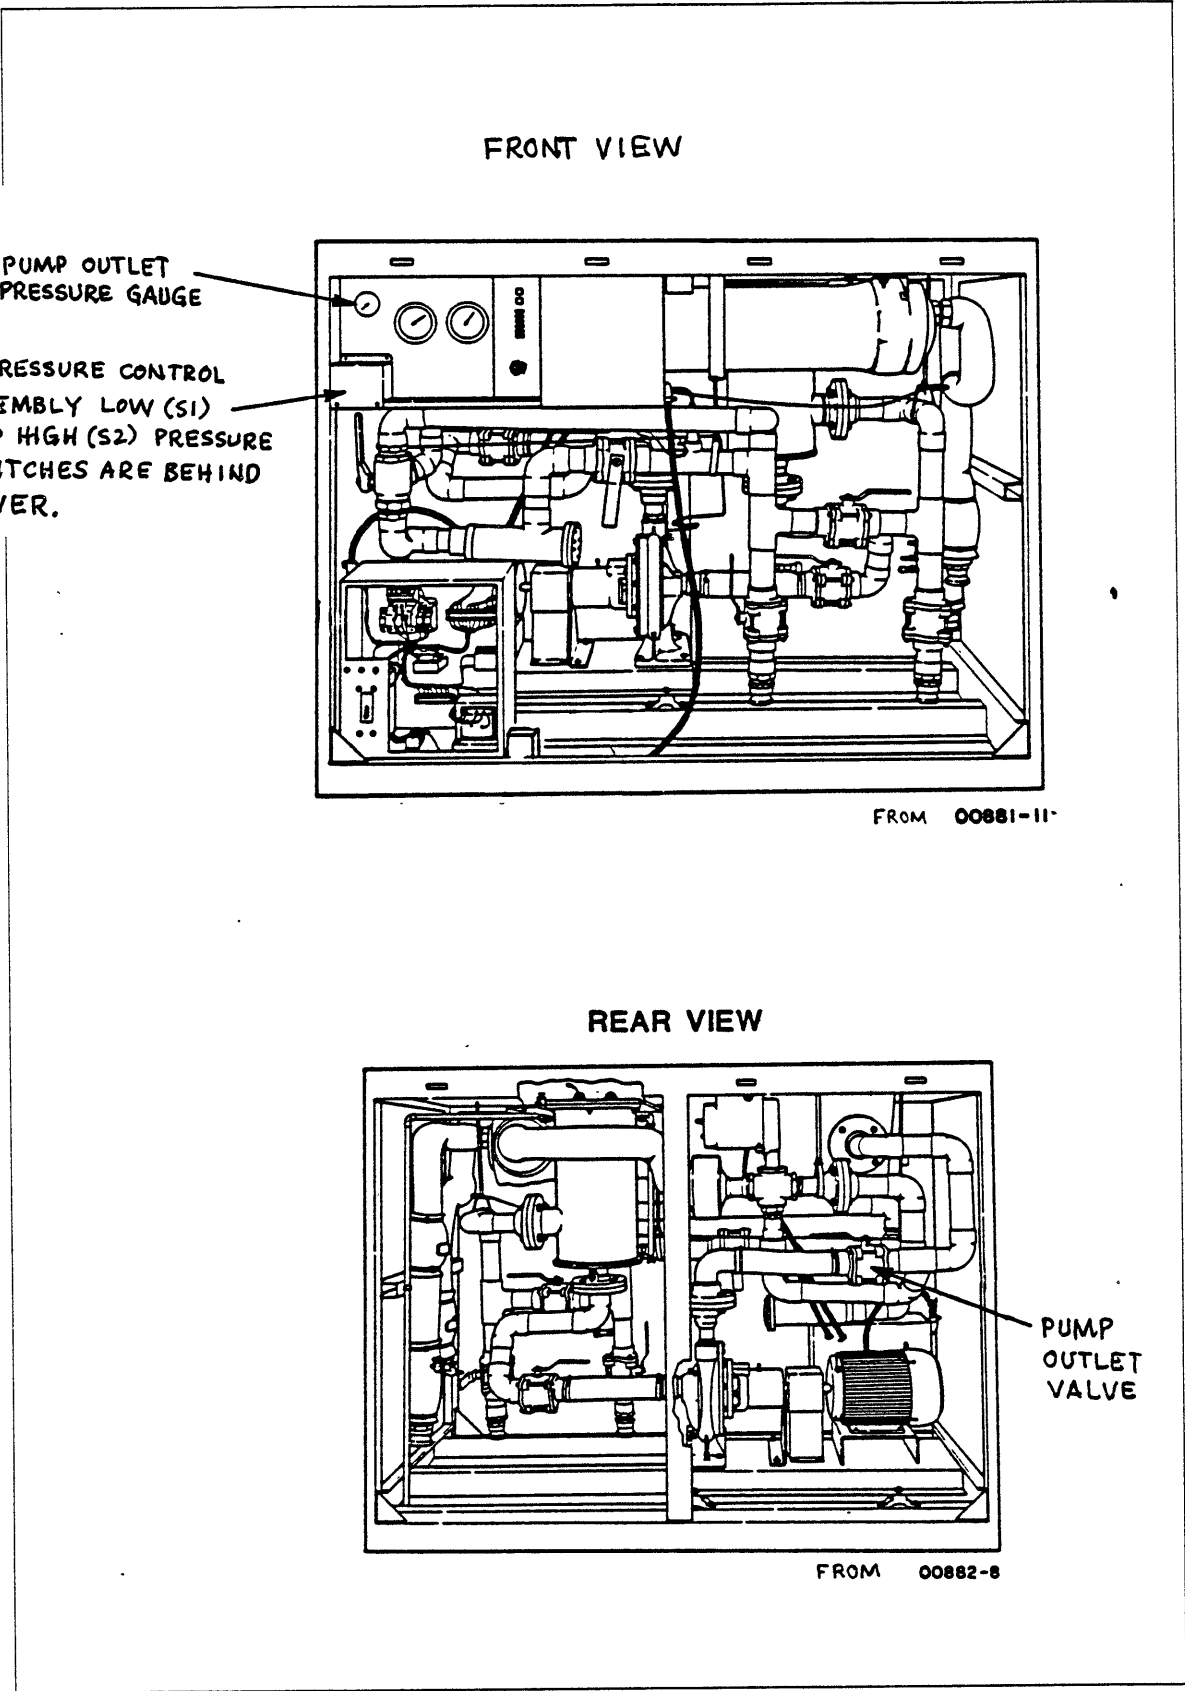 FRONT VIEW
PUMP OUTLET
PRESSURE GAUGE
RESSURE CONTROL
EMBLY LOW (S1)
HIGH (S2) PRESSURE
TCHES ARE BEHIND
VER.
FROM 00881-11
REAR VIEW
PUMP
OUTLET
VALVE
FROM 00882-8